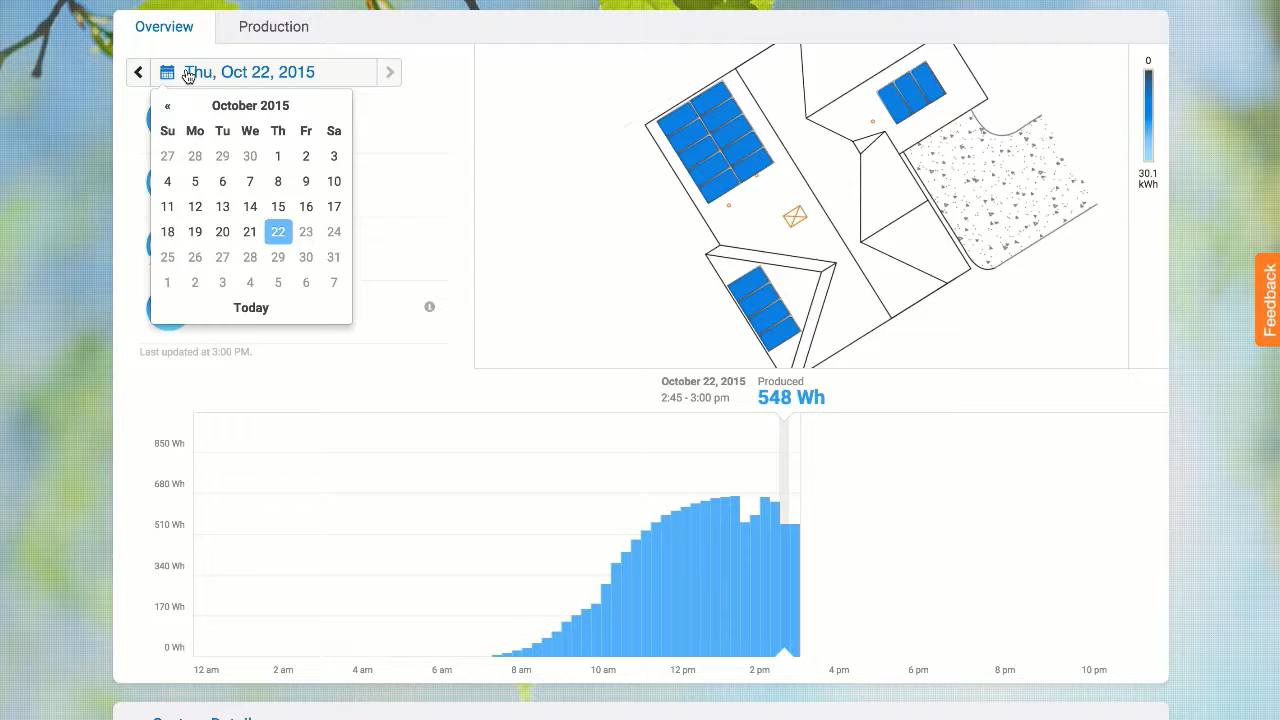 Overview Production
Thu, Oct 22, 2015
« October 2015
Su Mo Tu We Th Fr Sa
27 28 29 30 1 2 3
4 5 6 7 8 9 10
11 12 13 14 15 16 17
18 19 20 21 22 23 24
25 26 27 28 29 30 31
1 2 3 4 5 6 7
Today
Last updated at 3:00 PM.
0
30.1
kWh
Feedback
October 22, 2015 Produced
2:45 - 3:00 pm 548 Wh
850 Wh
680 Wh
510 Wh
340 Wh
170 Wh
0 Wh
12 am 2 am 4 am 6 am 8 am 10 am 12 pm 2 pm 4 pm 6 pm 8 pm 10 pm